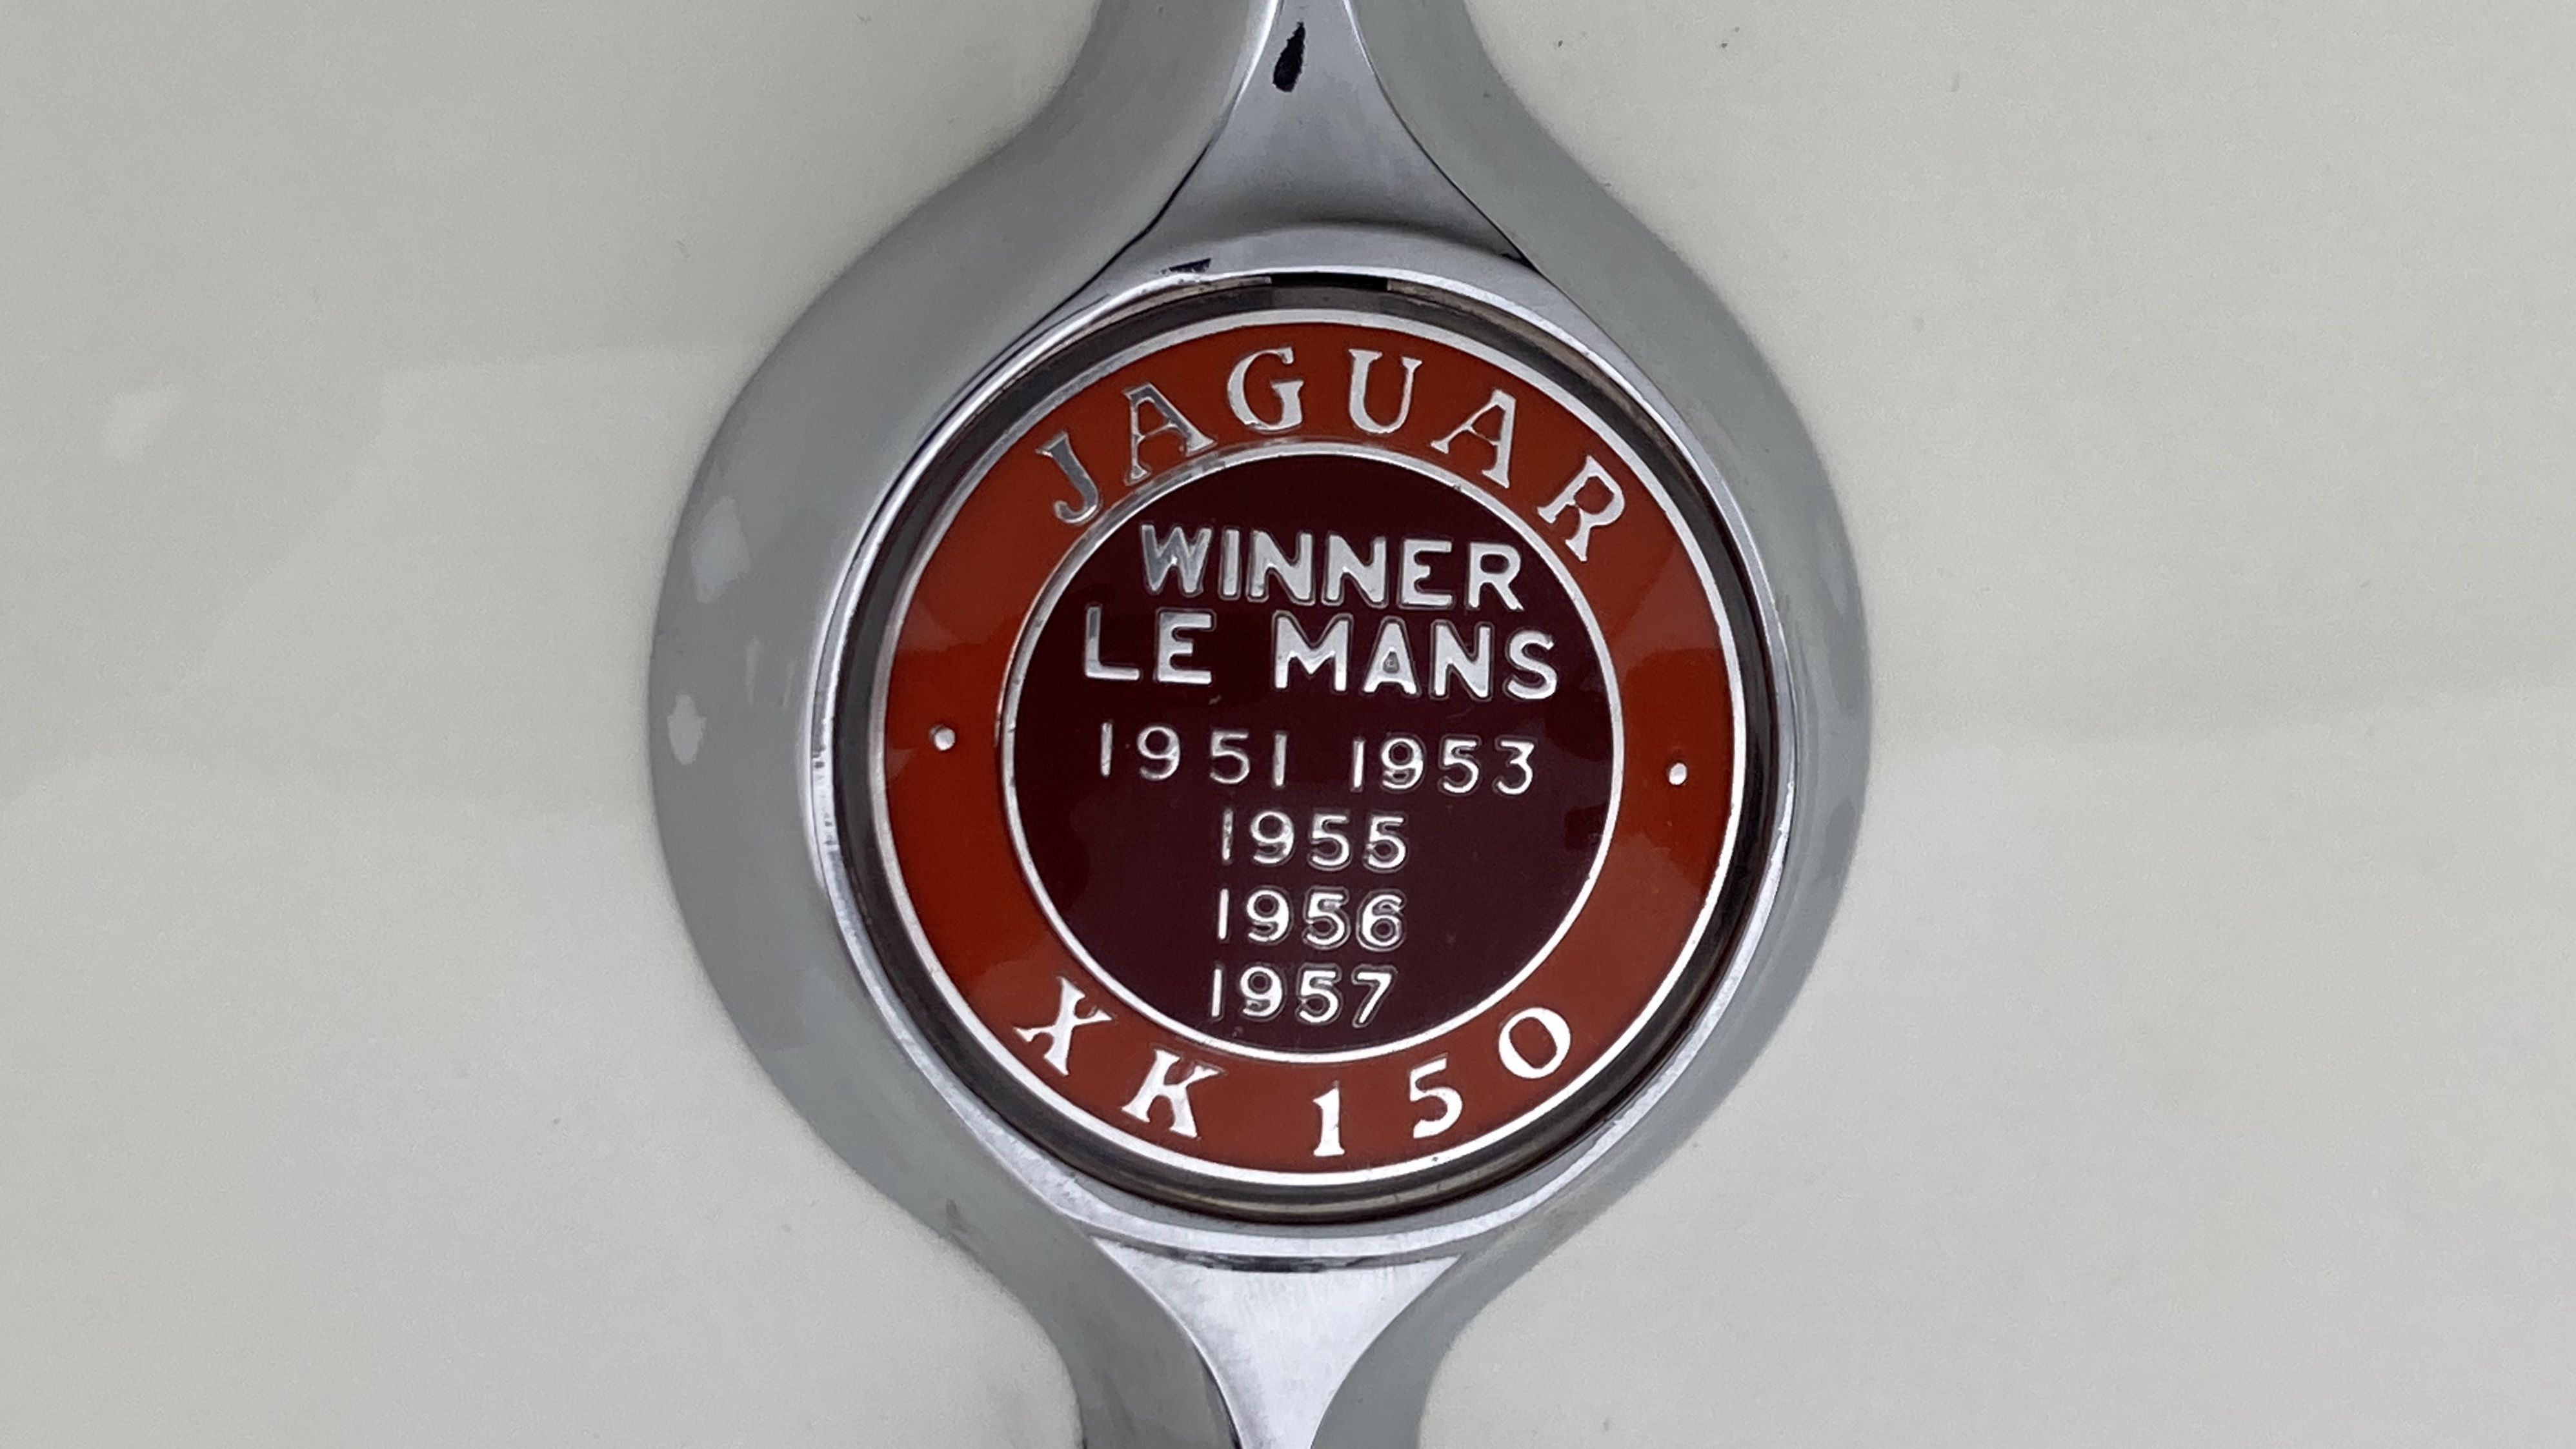 JAGUAR
WINNER
LE MANS
1951 1953
1955
1956
1957
XK 150